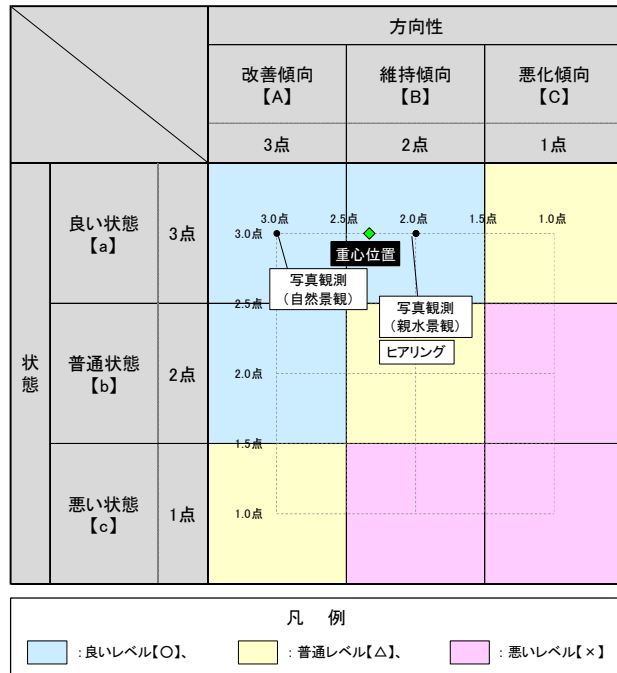 方向性
改善傾向
【A】
維持傾向
【B】
悪化傾向
【C】
3点
2点
1点
状
態
良い状態
【a】
3点
普通状態
【b】
2点
悪い状態
【c】
1点
3.0点
2.5点
2.0点
1.5点
1.0点
3.0点
2.5点
2.0点
1.5点
1.0点
重心位置
写真観測
(自然景観)
写真観測
(親水景観)
ヒアリング
凡 例
：良いレベル【○】、
：普通レベル【△】、
：悪いレベル【×】